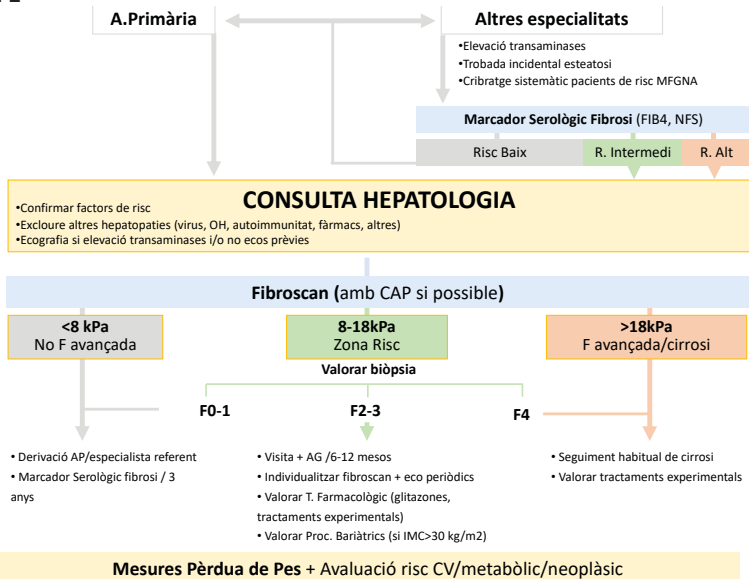 A.Primària
Altres especialitats
•Elevació transaminases
•Trobada incidental esteatosi
•Cribratge sistemàtic pacients de risc MFGNA
Marcador Serològic Fibrosi (FIB4, NFS)
Risc Baix
R. Intermedi
R. Alt
CONSULTA HEPATOLOGIA
•Confirmar factors de risc
•Excloure altres hepatopaties (virus, OH, autoimmunitat, fàrmacs, altres)
•Ecografia si elevació transaminases i/o no ecos prèvies
Fibroscan (amb CAP si possible)
<8 kPa
No F avançada
8-18kPa
Zona Risc
>18kPa
F avançada/cirrosi
Valorar biòpsia
F0-1
F2-3
F4
• Derivació AP/especialista referent
• Marcador Serològic fibrosi / 3
anys
• Visita + AG /6-12 mesos
• Individualitzar fibroscan + eco periòdics
• Valorar T. Farmacològic (glitazones,
tractaments experimentals)
• Valorar Proc. Bariàtrics (si IMC>30 kg/m2)
• Seguiment habitual de cirrosi
• Valorar tractaments experimentals
Mesures Pèrdua de Pes + Avaluació risc CV/metabòlic/neoplàsic